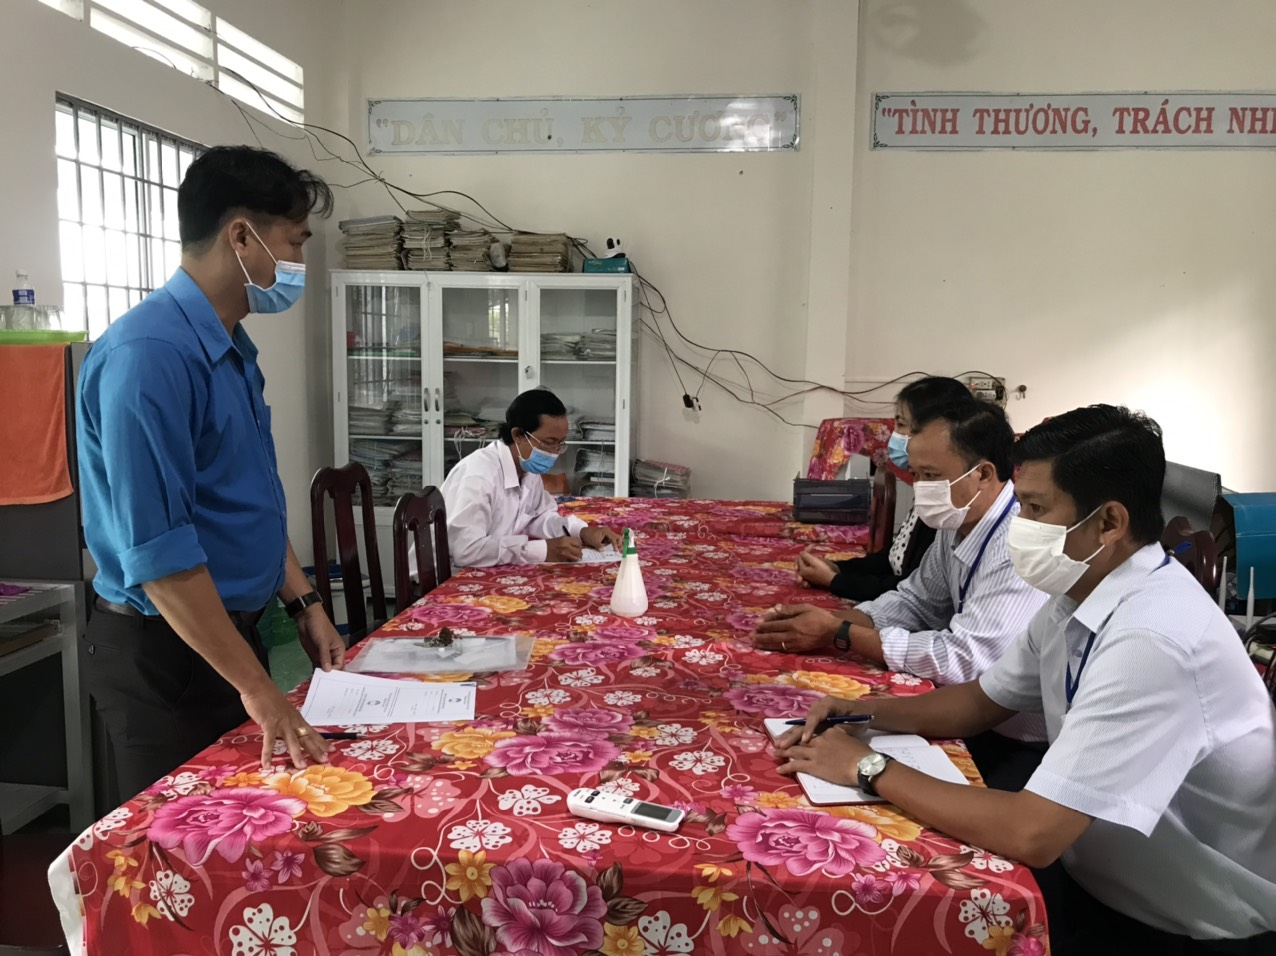 "DÂN CHỦ, KỶ CƯƠNG"
"TÌNH THƯƠNG, TRÁCH NHI